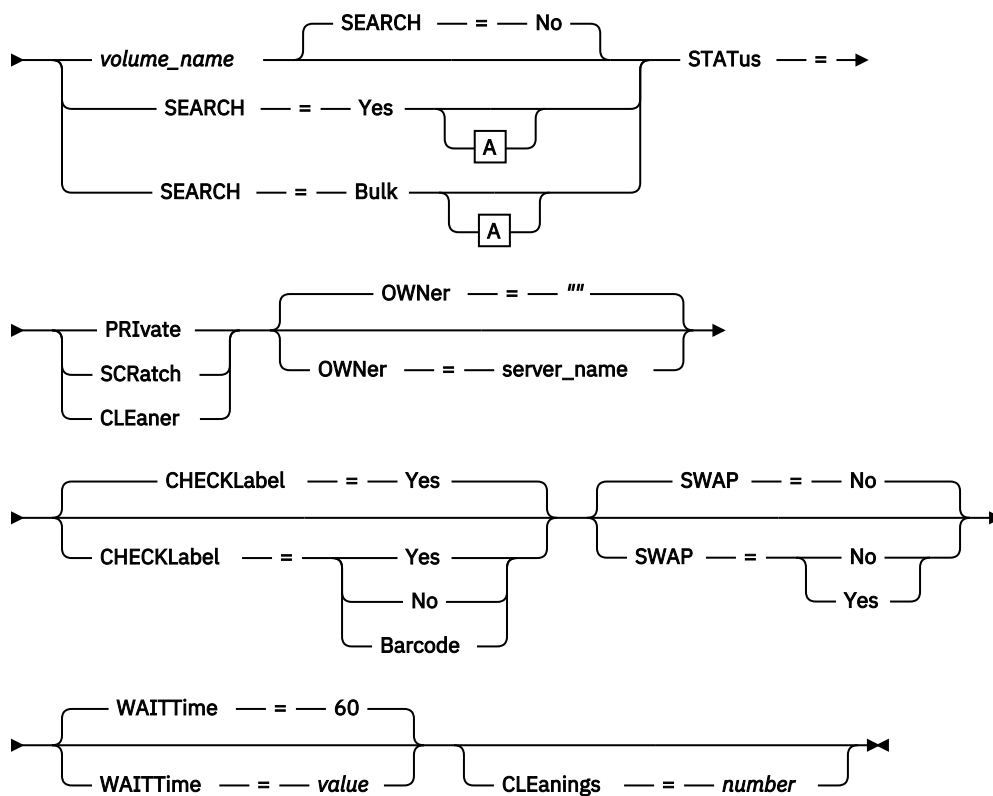 SEARCH = No
volume_name STATus =
SEARCH = Yes
A
SEARCH = Bulk
A
OWNer = ""
PRIvate
SCRatch OWNer = server_name
CLEaner
CHECKLabel = Yes SWAP = No
CHECKLabel = Yes SWAP = No
No Yes
Barcode
WAITTime = 60
WAITTime = value CLEanings = number